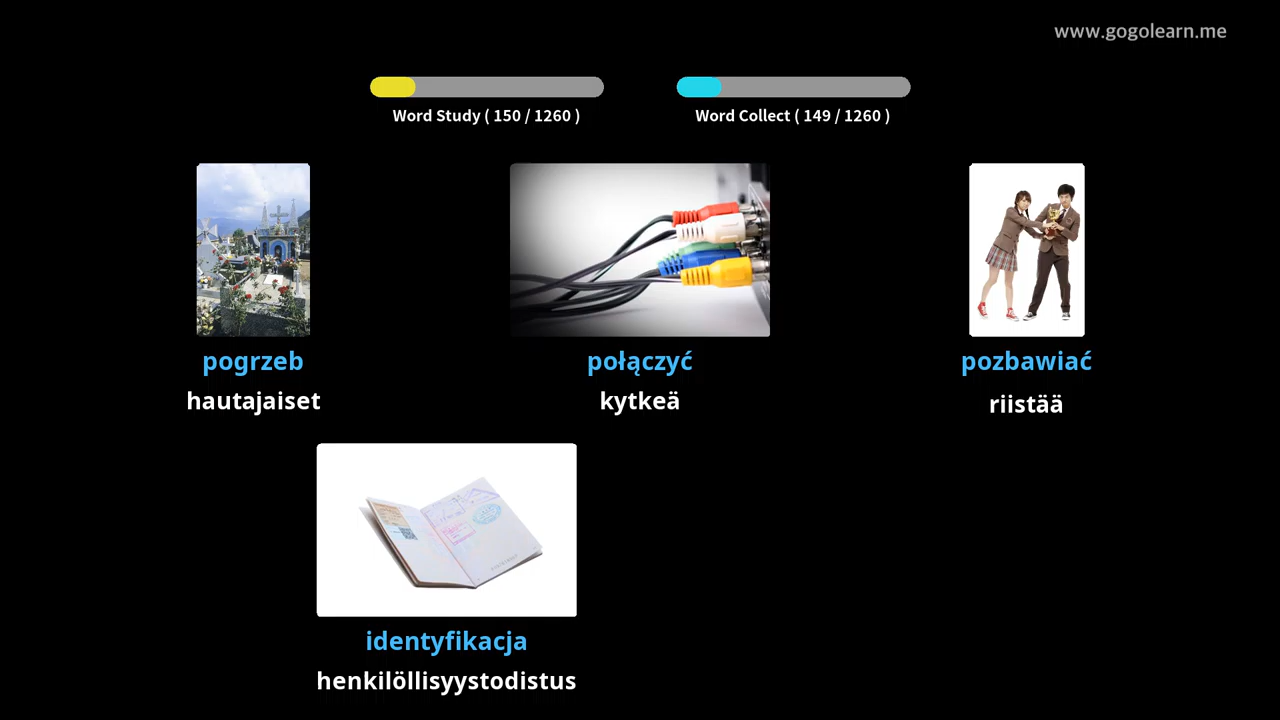 www.gogolearn.me
Word Study ( 150 / 1260 )
Word Collect ( 149 / 1260 )
pogrzeb
hautajaiset
połączyć
kytkeä
pozbawiać
riistää
identyfikacja
henkilöllisyystodistus